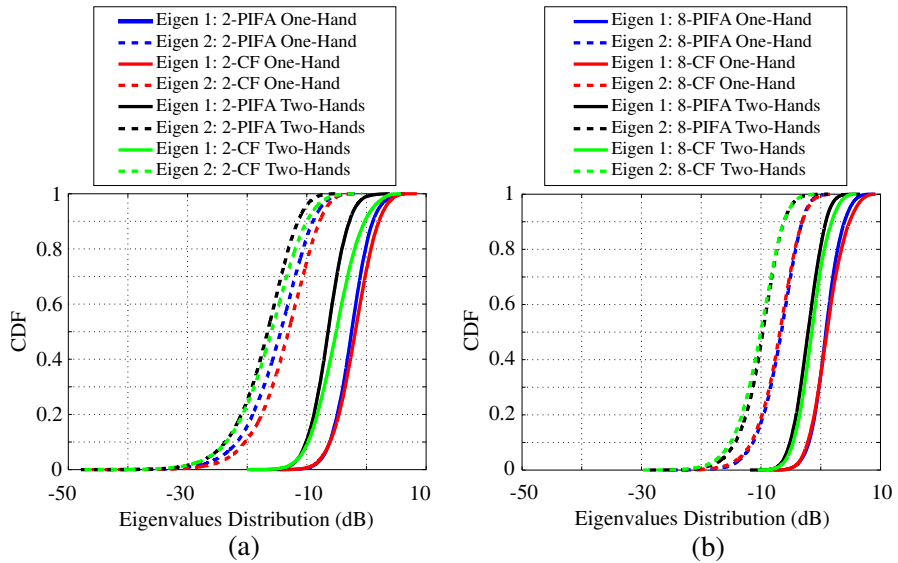 Eigen 1: 2-PIFA One-Hand
Eigen 2: 2-PIFA One-Hand
Eigen 1: 2-CF One-Hand
Eigen 2: 2-CF One-Hand
Eigen 1: 2-PIFA Two-Hands
Eigen 2: 2-PIFA Two-Hands
Eigen 1: 2-CF Two-Hands
Eigen 2: 2-CF Two-Hands
1
0.8
0.6
0.4
0.2
0
CDF
-50
-30
-10
10
Eigenvalues Distribution (dB)
(a)
Eigen 1: 8-PIFA One-Hand
Eigen 2: 8-PIFA One-Hand
Eigen 1: 8-CF One-Hand
Eigen 2: 8-CF One-Hand
Eigen 1: 8-PIFA Two-Hands
Eigen 2: 8-PIFA Two-Hands
Eigen 1: 8-CF Two-Hands
Eigen 2: 8-CF Two-Hands
1
0.8
0.6
0.4
0.2
0
CDF
-50
-30
-10
10
Eigenvalues Distribution (dB)
(b)